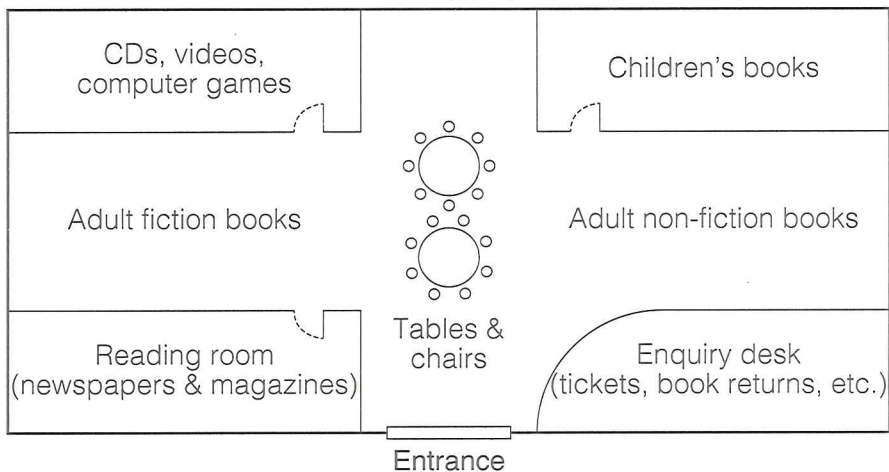 CDs, videos,
computer games
Children's books
Adult fiction books
Adult non-fiction books
Tables &
chairs
Reading room
(newspapers & magazines)
Enquiry desk
(tickets, book returns, etc.)
Entrance